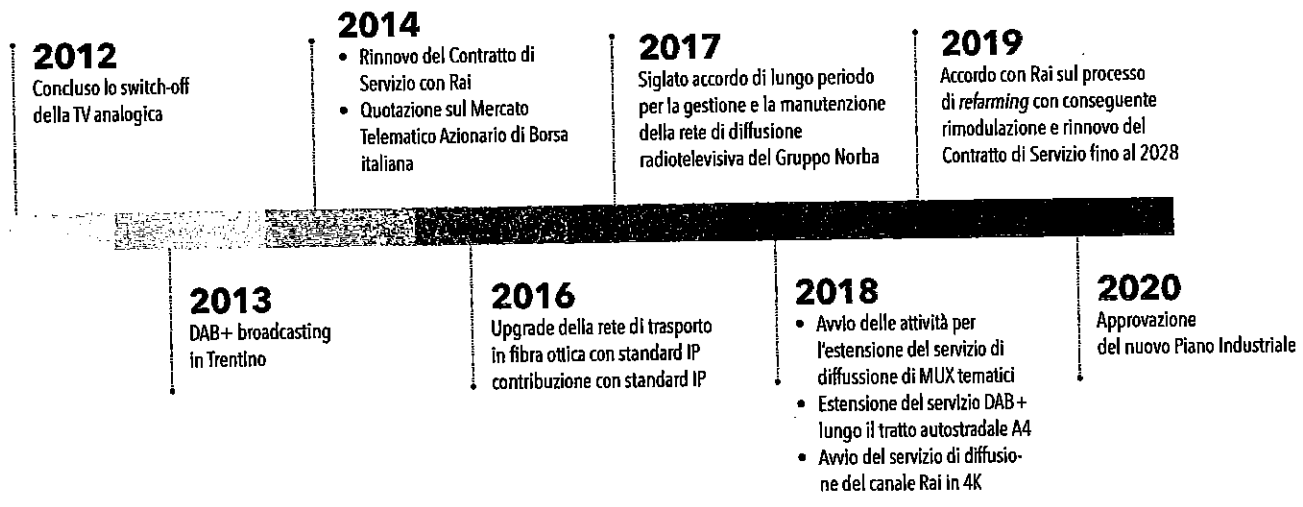 2012
Concluso lo switch-off
della TV analogica
2014
• Rinnovo del Contratto di
Servizio con Rai
• Quotazione sul Mercato
Telematico Azionario di Borsa
italiana
2017
Siglato accordo di lungo periodo
per la gestione e la manutenzione
della rete di diffusione
radiotelevisiva del Gruppo Norba
2019
Accordo con Rai sul processo
di refarming con conseguente
rimodulazione e rinnovo del
Contratto di Servizio fino al 2028
2013
DAB+ broadcasting
in Trentino
2016
Upgrade della rete di trasporto
in fibra ottica con standard IP
contribuzione con standard IP
2018
• Avvio delle attività per
l'estensione del servizio di
diffussione di MUX tematici
• Estensione del servizio DAB+
lungo il tratto autostradale A4
• Avvio del servizio di diffusio-
ne del canale Rai in 4K
2020
Approvazione
del nuovo Piano Industriale